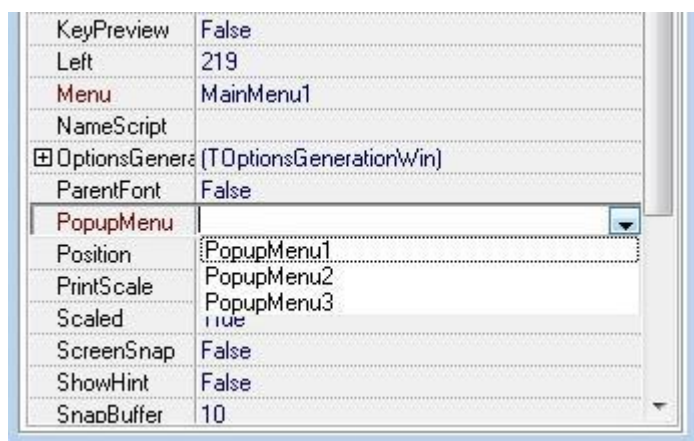 KeyPreview False
Left 219
Menu MainMenu1
NameScript
OptionsGenera (TOptionsGenerationWin)
ParentFont False
PopupMenu
Position PopupMenu1
PrintScale PopupMenu2
PopupMenu3
Scaled True
ScreenSnap False
ShowHint False
SnapBuffer 10